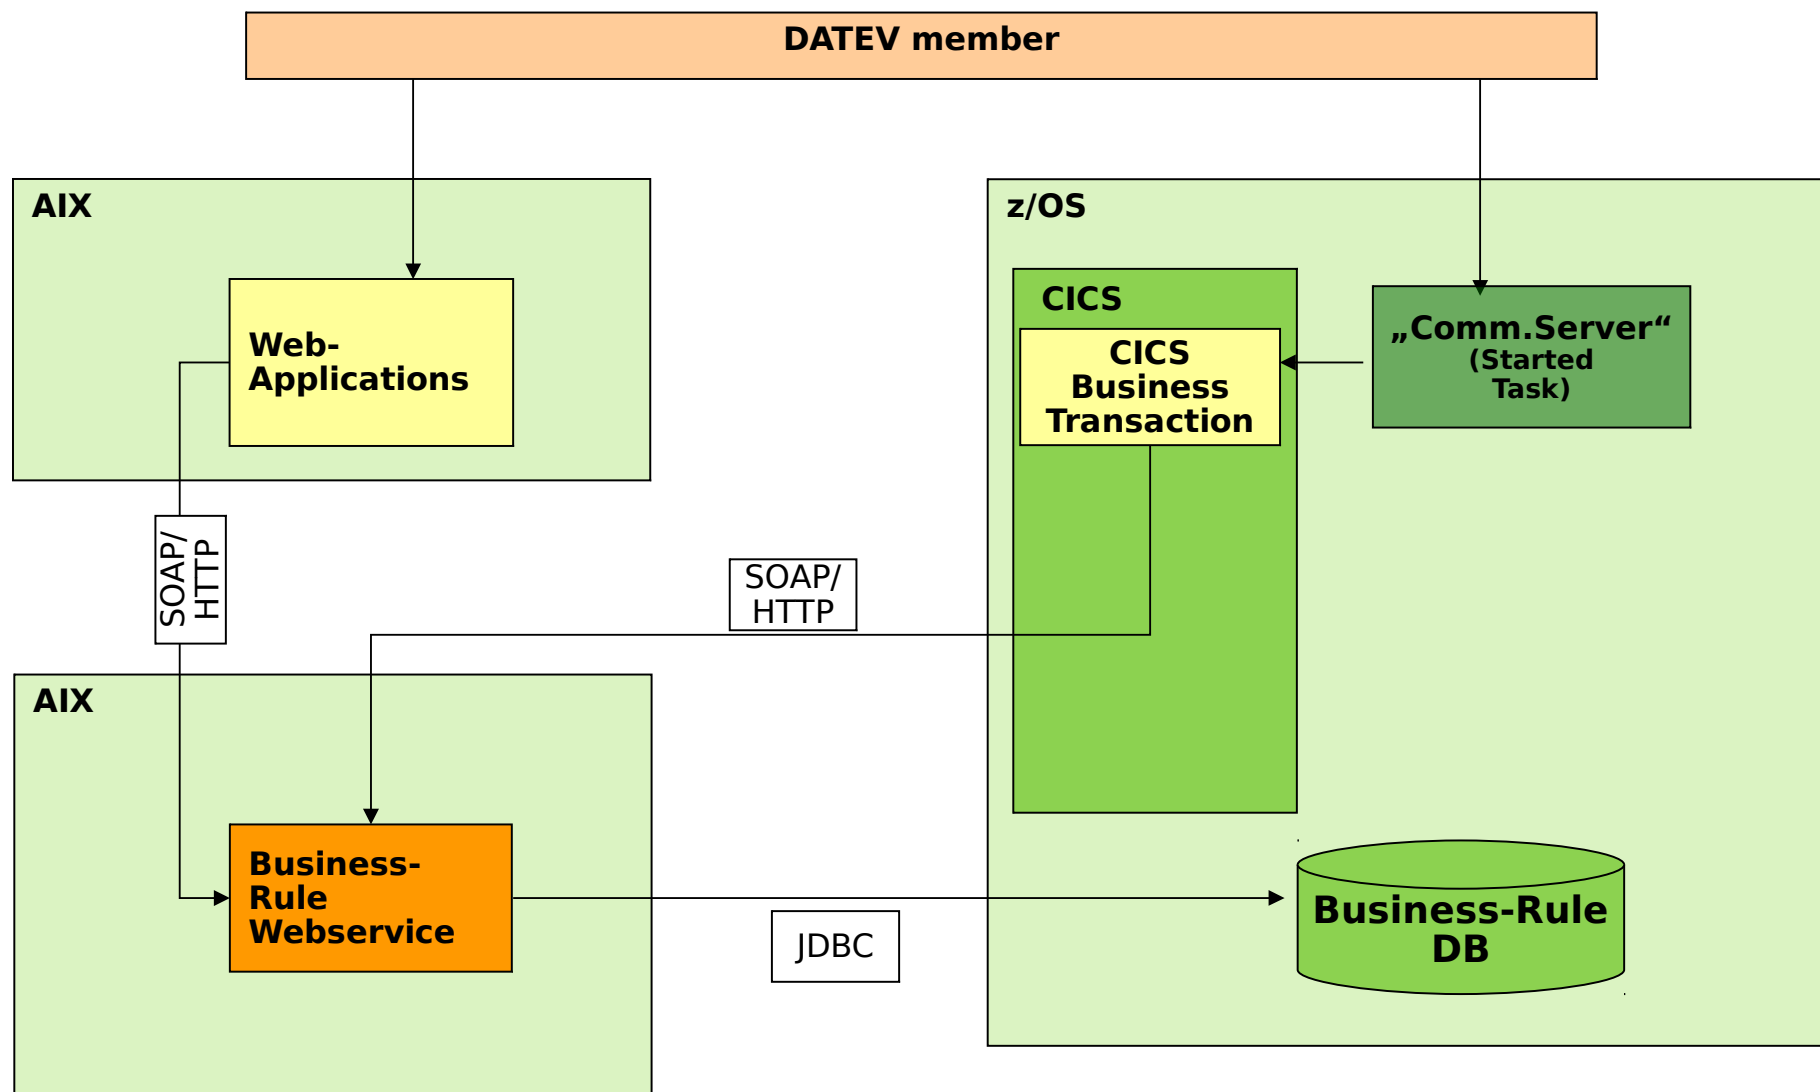 DATEV member
AIX
Web-
Applications
z/OS
CICS
CICS
Business
Transaction
„Comm.Server“
(Started
Task)
SOAP/
HTTP
SOAP/
HTTP
AIX
Business-
Rule
Webservice
JDBC
Business-Rule
DB